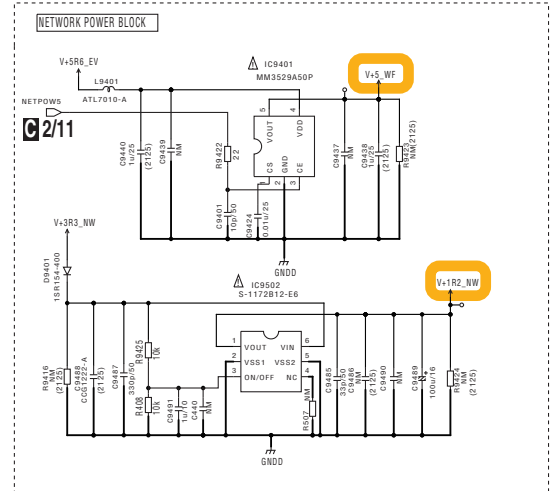 NETWORK POWER BLOCK
V+5R6_EV
L9401
ATL7010-A
NETPOW5
C 2/11
IC9401
MM3529A50P
V+5_WF
C9440
1u/25
(2125)
C9439
NM
R9422
22
5
4
VOUT
VDD
CS
GND
CE
1
2
3
C9401
10p/50
C9424
0.01u/25
C9437
NM
C9438
1u/25
(2125)
R9423
NM(2125)
GNDD
V+3R3_NW
D9401
1SR154-400
IC9502
S-1172B12-E6
V+1R2_NW
R9416
NM
(2125)
C9488
CCG1222-A
(2125)
C9487
330p/50
R9425
10k
R408
10k
C9491
1u/10
C440
NM
1
VOUT
VIN
6
2
VSS1
VSS2
5
3
ON/OFF
NC
4
R507
NM
C9485
33p/50
C9486
NM
(2125)
C9490
NM
C9489
100u/16
R9424
NM
(2125)
GNDD